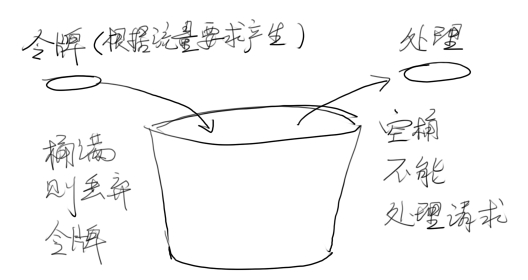 令牌(根据流量要求产生)
处理
桶满
则丢弃
令牌
空桶
不能
处理请求